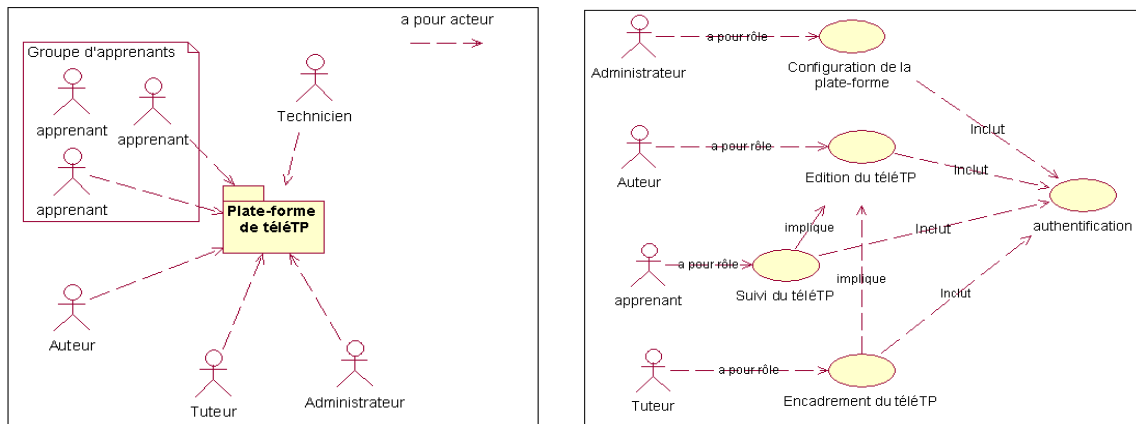 a pour acteur
Groupe d'apprenants
apprenant
apprenant
apprenant
Technicien
Plate-forme
de téléTP
Auteur
Tuteur
Administrateur
Administrateur
a pour rôle
Configuration de la
plate-forme
Inclut
Auteur
a pour rôle
Edition du téléTP
Inclut
authentification
implique
Inclut
apprenant
a pour rôle
Suivi du téléTP
implique
Inclut
Tuteur
a pour rôle
Encadrement du téléTP